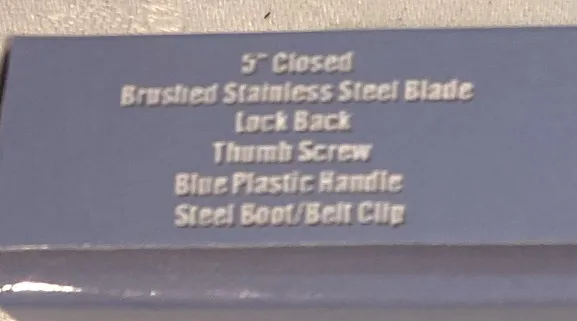 5" Closed
Brushed Stainless Steel Blade
Lock Back
Thumb Screw
Blue Plastic Handle
Steel Boot/Belt Clip